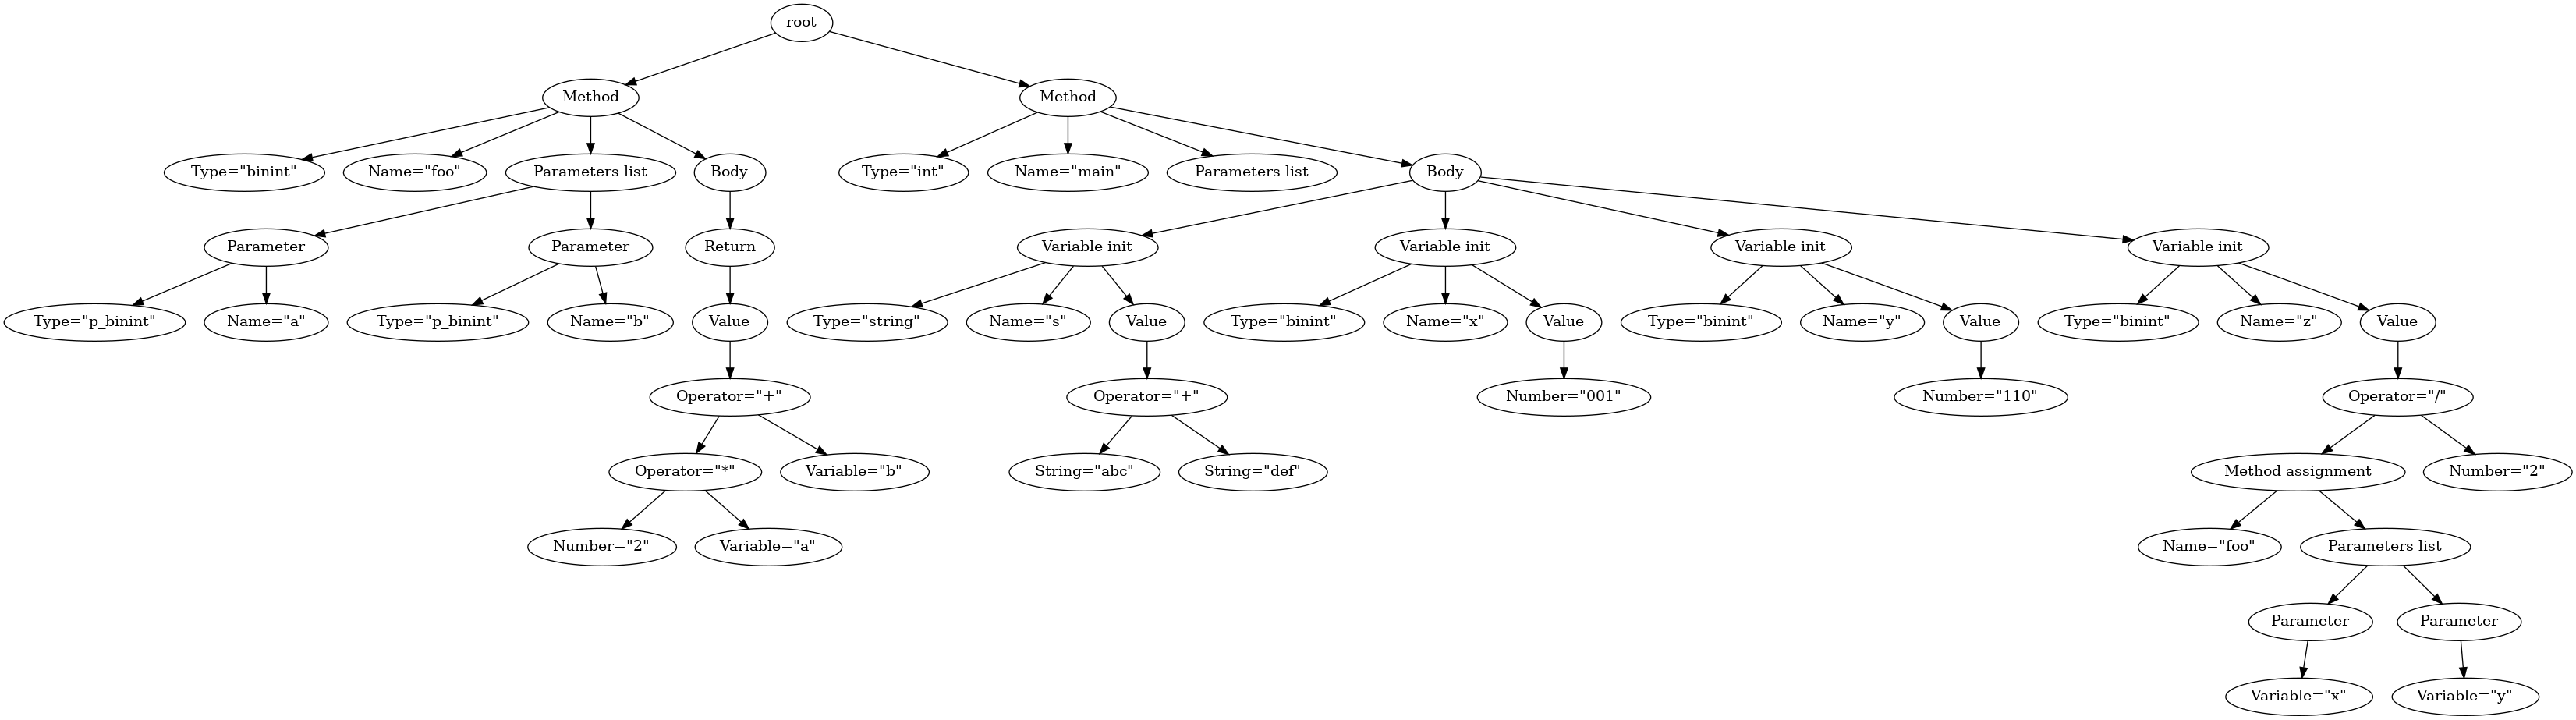 root
Method
Method
Type="binint"
Name="foo"
Parameters list
Body
Type="int"
Name="main"
Parameters list
Body
Parameter
Parameter
Return
Variable init
Variable init
Variable init
Variable init
Type="p_binint"
Name="a"
Type="p_binint"
Name="b"
Value
Type="string"
Name="s"
Value
Type="binint"
Name="x"
Value
Type="binint"
Name="y"
Value
Type="binint"
Name="z"
Value
Operator="+"
Operator="+"
Number="001"
Number="110"
Operator="/"
Operator="*"
Variable="b"
String="abc"
String="def"
Method assignment
Number="2"
Number="2"
Variable="a"
Name="foo"
Parameters list
Parameter
Parameter
Variable="x"
Variable="y"